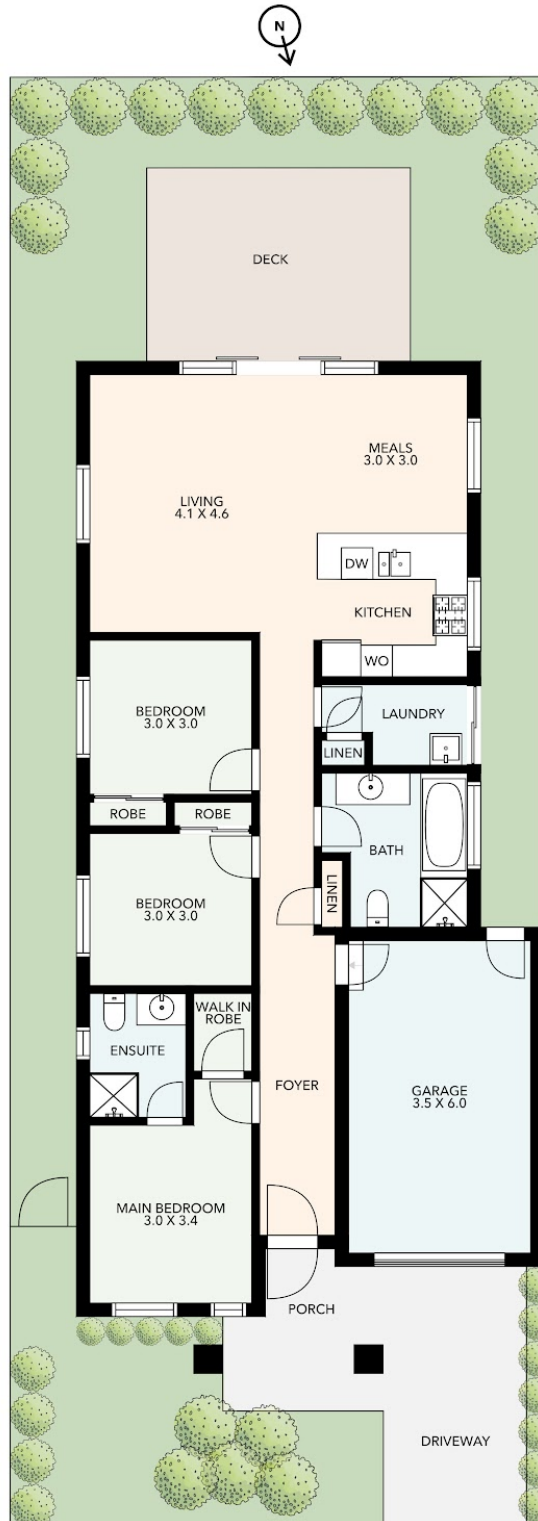 N
DECK
MEALS
3.0 X 3.0
LIVING
4.1 X 4.6
DW
KITCHEN
WO
BEDROOM
3.0 X 3.0
LAUNDRY
LINEN
ROBE
ROBE
BATH
BEDROOM
3.0 X 3.0
LINEN
WALK IN
ROBE
ENSUITE
FOYER
GARAGE
3.5 X 6.0
MAIN BEDROOM
3.0 X 3.4
PORCH
DRIVEWAY